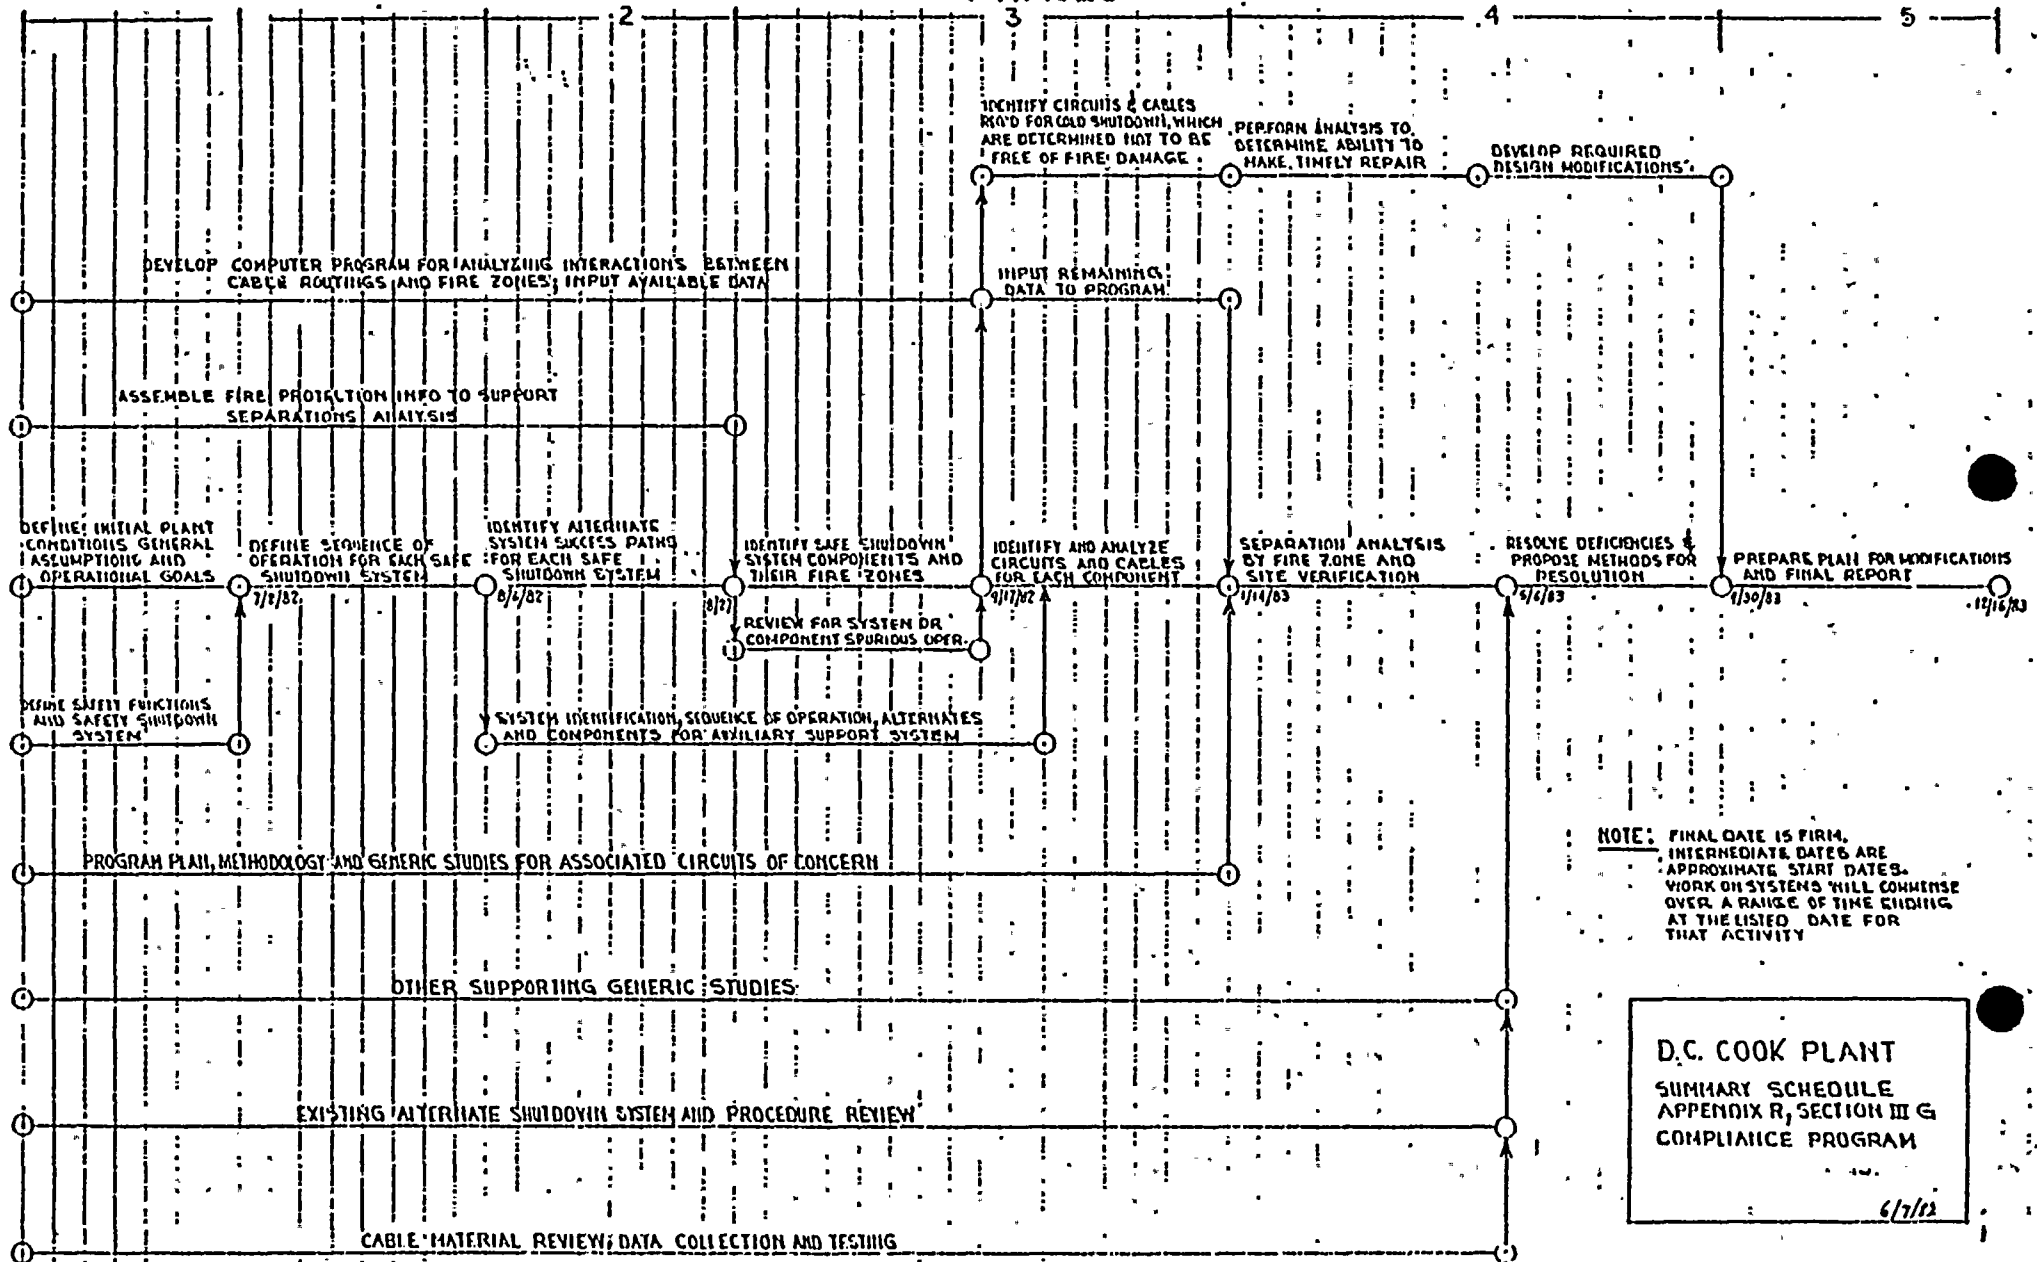 2
3
4
5
IDENTIFY CIRCUITS & CABLES
REQ'D FOR COLD SHUTDOWN, WHICH
ARE DETERMINED NOT TO BE
FREE OF FIRE DAMAGE
PERFORM ANALYSIS TO
DETERMINE ABILITY TO
MAKE TIMELY REPAIR
DEVELOP REQUIRED
DESIGN MODIFICATIONS
DEVELOP COMPUTER PROGRAM FOR ANALYZING INTERACTIONS BETWEEN
CABLE ROUTINGS AND FIRE ZONES; INPUT AVAILABLE DATA
INPUT REMAINING
DATA TO PROGRAM
ASSEMBLE FIRE PROTECTION INFO TO SUPPORT
SEPARATIONS ANALYSIS
DEFINE INITIAL PLANT
CONDITIONS GENERAL
ASSUMPTIONS AND
OPERATIONAL GOALS
DEFINE SEQUENCE OF
OPERATION FOR EACH SAFE
SHUTDOWN SYSTEM
7/2/82
IDENTIFY ALTERNATE
SYSTEM SUCCESS PATHS
FOR EACH SAFE
SHUTDOWN SYSTEM
8/6/82
IDENTIFY SAFE SHUTDOWN
SYSTEM COMPONENTS AND
THEIR FIRE ZONES
8/27
IDENTIFY AND ANALYZE
CIRCUITS AND CABLES
FOR EACH COMPONENT
9/17/82
SEPARATION ANALYSIS
BY FIRE ZONE AND
SITE VERIFICATION
1/14/83
RESOLVE DEFICIENCIES &
PROPOSE METHODS FOR
RESOLUTION
5/6/83
PREPARE PLAN FOR MODIFICATIONS
AND FINAL REPORT
9/30/83
12/16/83
REVIEW FOR SYSTEM OR
COMPONENT SPURIOUS OPER.
DEFINE SAFETY FUNCTIONS
AND SAFETY SHUTDOWN
SYSTEM
SYSTEM IDENTIFICATION, SEQUENCE OF OPERATION, ALTERNATES
AND COMPONENTS FOR AUXILIARY SUPPORT SYSTEM
PROGRAM PLAN, METHODOLOGY AND GENERIC STUDIES FOR ASSOCIATED CIRCUITS OF CONCERN
NOTE: FINAL DATE IS FIRM.
INTERMEDIATE DATES ARE
APPROXIMATE START DATES.
WORK ON SYSTEMS WILL COMMENSE
OVER A RANGE OF TIME ENDING
AT THE LISTED DATE FOR
THAT ACTIVITY
OTHER SUPPORTING GENERIC STUDIES
EXISTING ALTERNATE SHUTDOWN SYSTEM AND PROCEDURE REVIEW
CABLE MATERIAL REVIEW; DATA COLLECTION AND TESTING
D.C. COOK PLANT
SUMMARY SCHEDULE
APPENDIX R, SECTION III G
COMPLIANCE PROGRAM
6/7/82